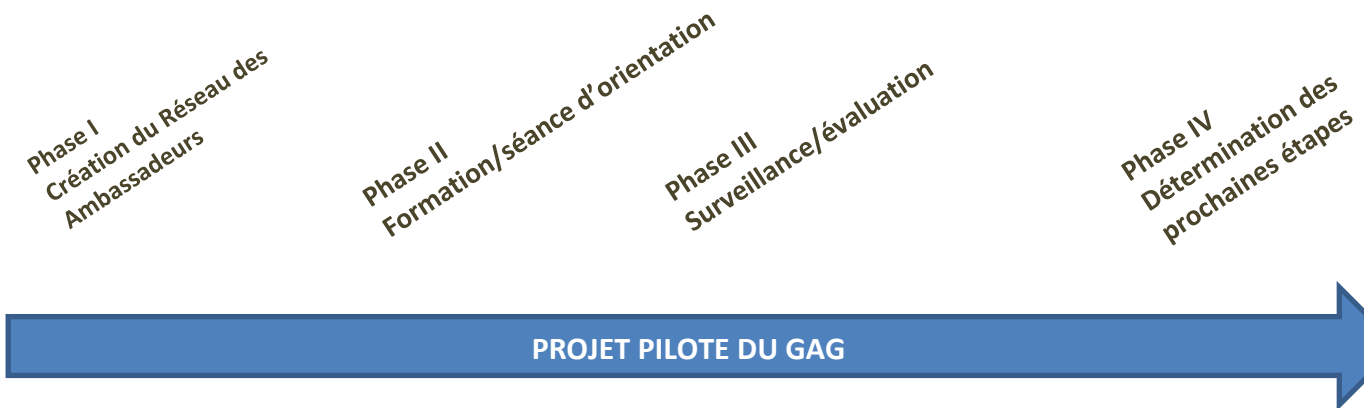 Phase I
Création du Réseau des
Ambassadeurs
Phase II
Formation/séance d’orientation
Phase III
Surveillance/évaluation
Phase IV
Détermination des
prochaines étapes
PROJET PILOTE DU GAG